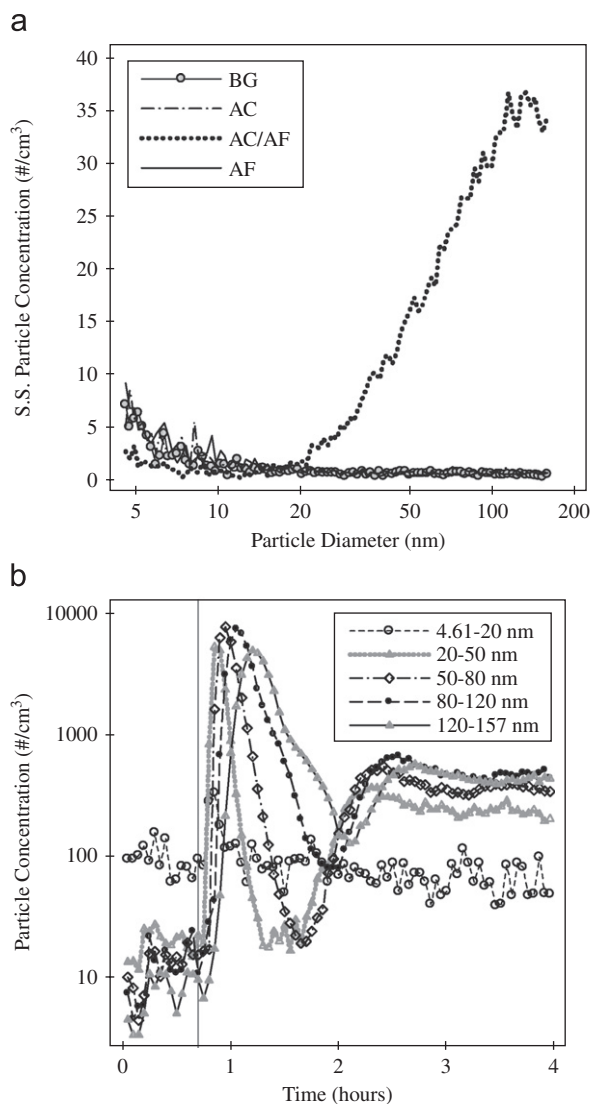 a
40
35
30
25
20
15
10
5
0
S.S. Particle Concentration (#/cm³)
BG
AC
AC/AF
AF
5 10 20 50 100 200
Particle Diameter (nm)
b
10000
1000
100
10
Particle Concentration (#/cm³)
4.61-20 nm
20-50 nm
50-80 nm
80-120 nm
120-157 nm
0 1 2 3 4
Time (hours)